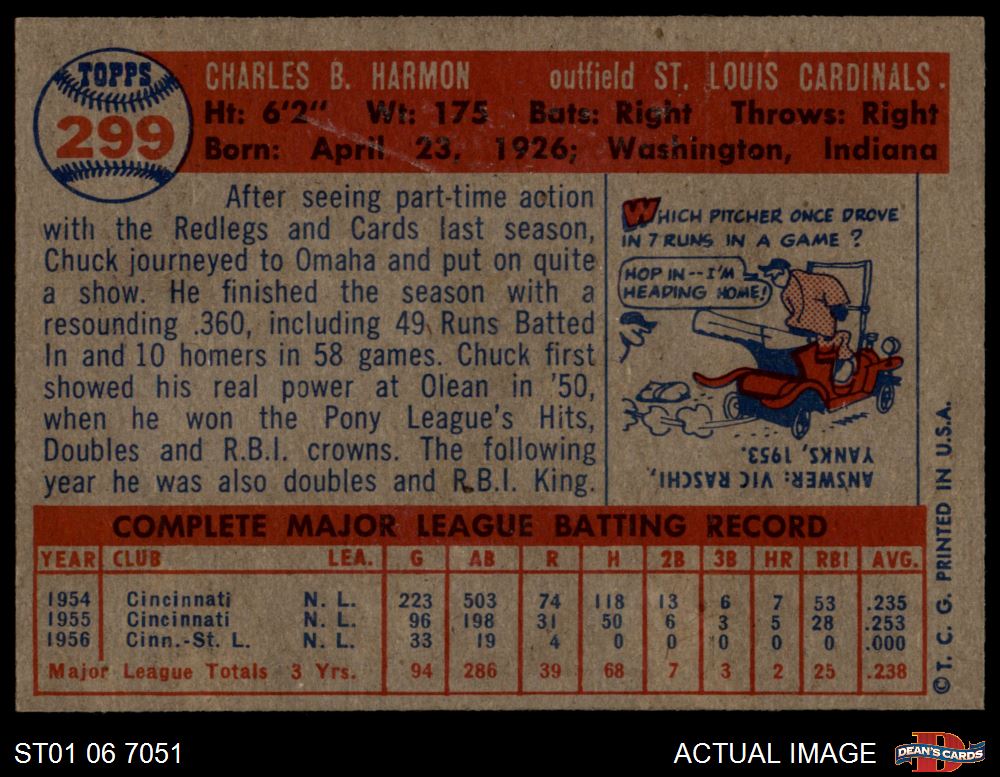 TOPPS
299
CHARLES B. HARMON outfield ST. LOUIS CARDINALS.
Ht: 6'2" Wt: 175 Bats: Right Throws: Right
Born: April 23, 1926; Washington, Indiana
After seeing part-time action
with the Redlegs and Cards last season,
Chuck journeyed to Omaha and put on quite
a show. He finished the season with a
resounding .360, including 49 Runs Batted
In and 10 homers in 58 games. Chuck first
showed his real power at Olean in '50,
when he won the Pony League's Hits,
Doubles and R.B.I. crowns. The following
year he was also doubles and R.B.I. King.
WHICH PITCHER ONCE DROVE
IN 7 RUNS IN A GAME?
HOP IN--I'M
HEADING HOME!
ANSWER: VIC RASCHI,
YANKS, 1953.
COMPLETE MAJOR LEAGUE BATTING RECORD
YEAR CLUB LEA. G AB R H 2B 3B HR RBI AVG.
1954 Cincinnati N. L. 223 503 74 118 13 6 7 53 .235
1955 Cincinnati N. L. 96 198 31 50 6 3 5 28 .253
1956 Cinn.-St. L. N. L. 33 19 4 0 0 0 0 0 .000
Major League Totals 3 Yrs. 94 286 39 68 7 3 2 25 .238
© T. C. G. PRINTED IN U.S.A.
ST01 06 7051
ACTUAL IMAGE
D
DEAN'S CARDS